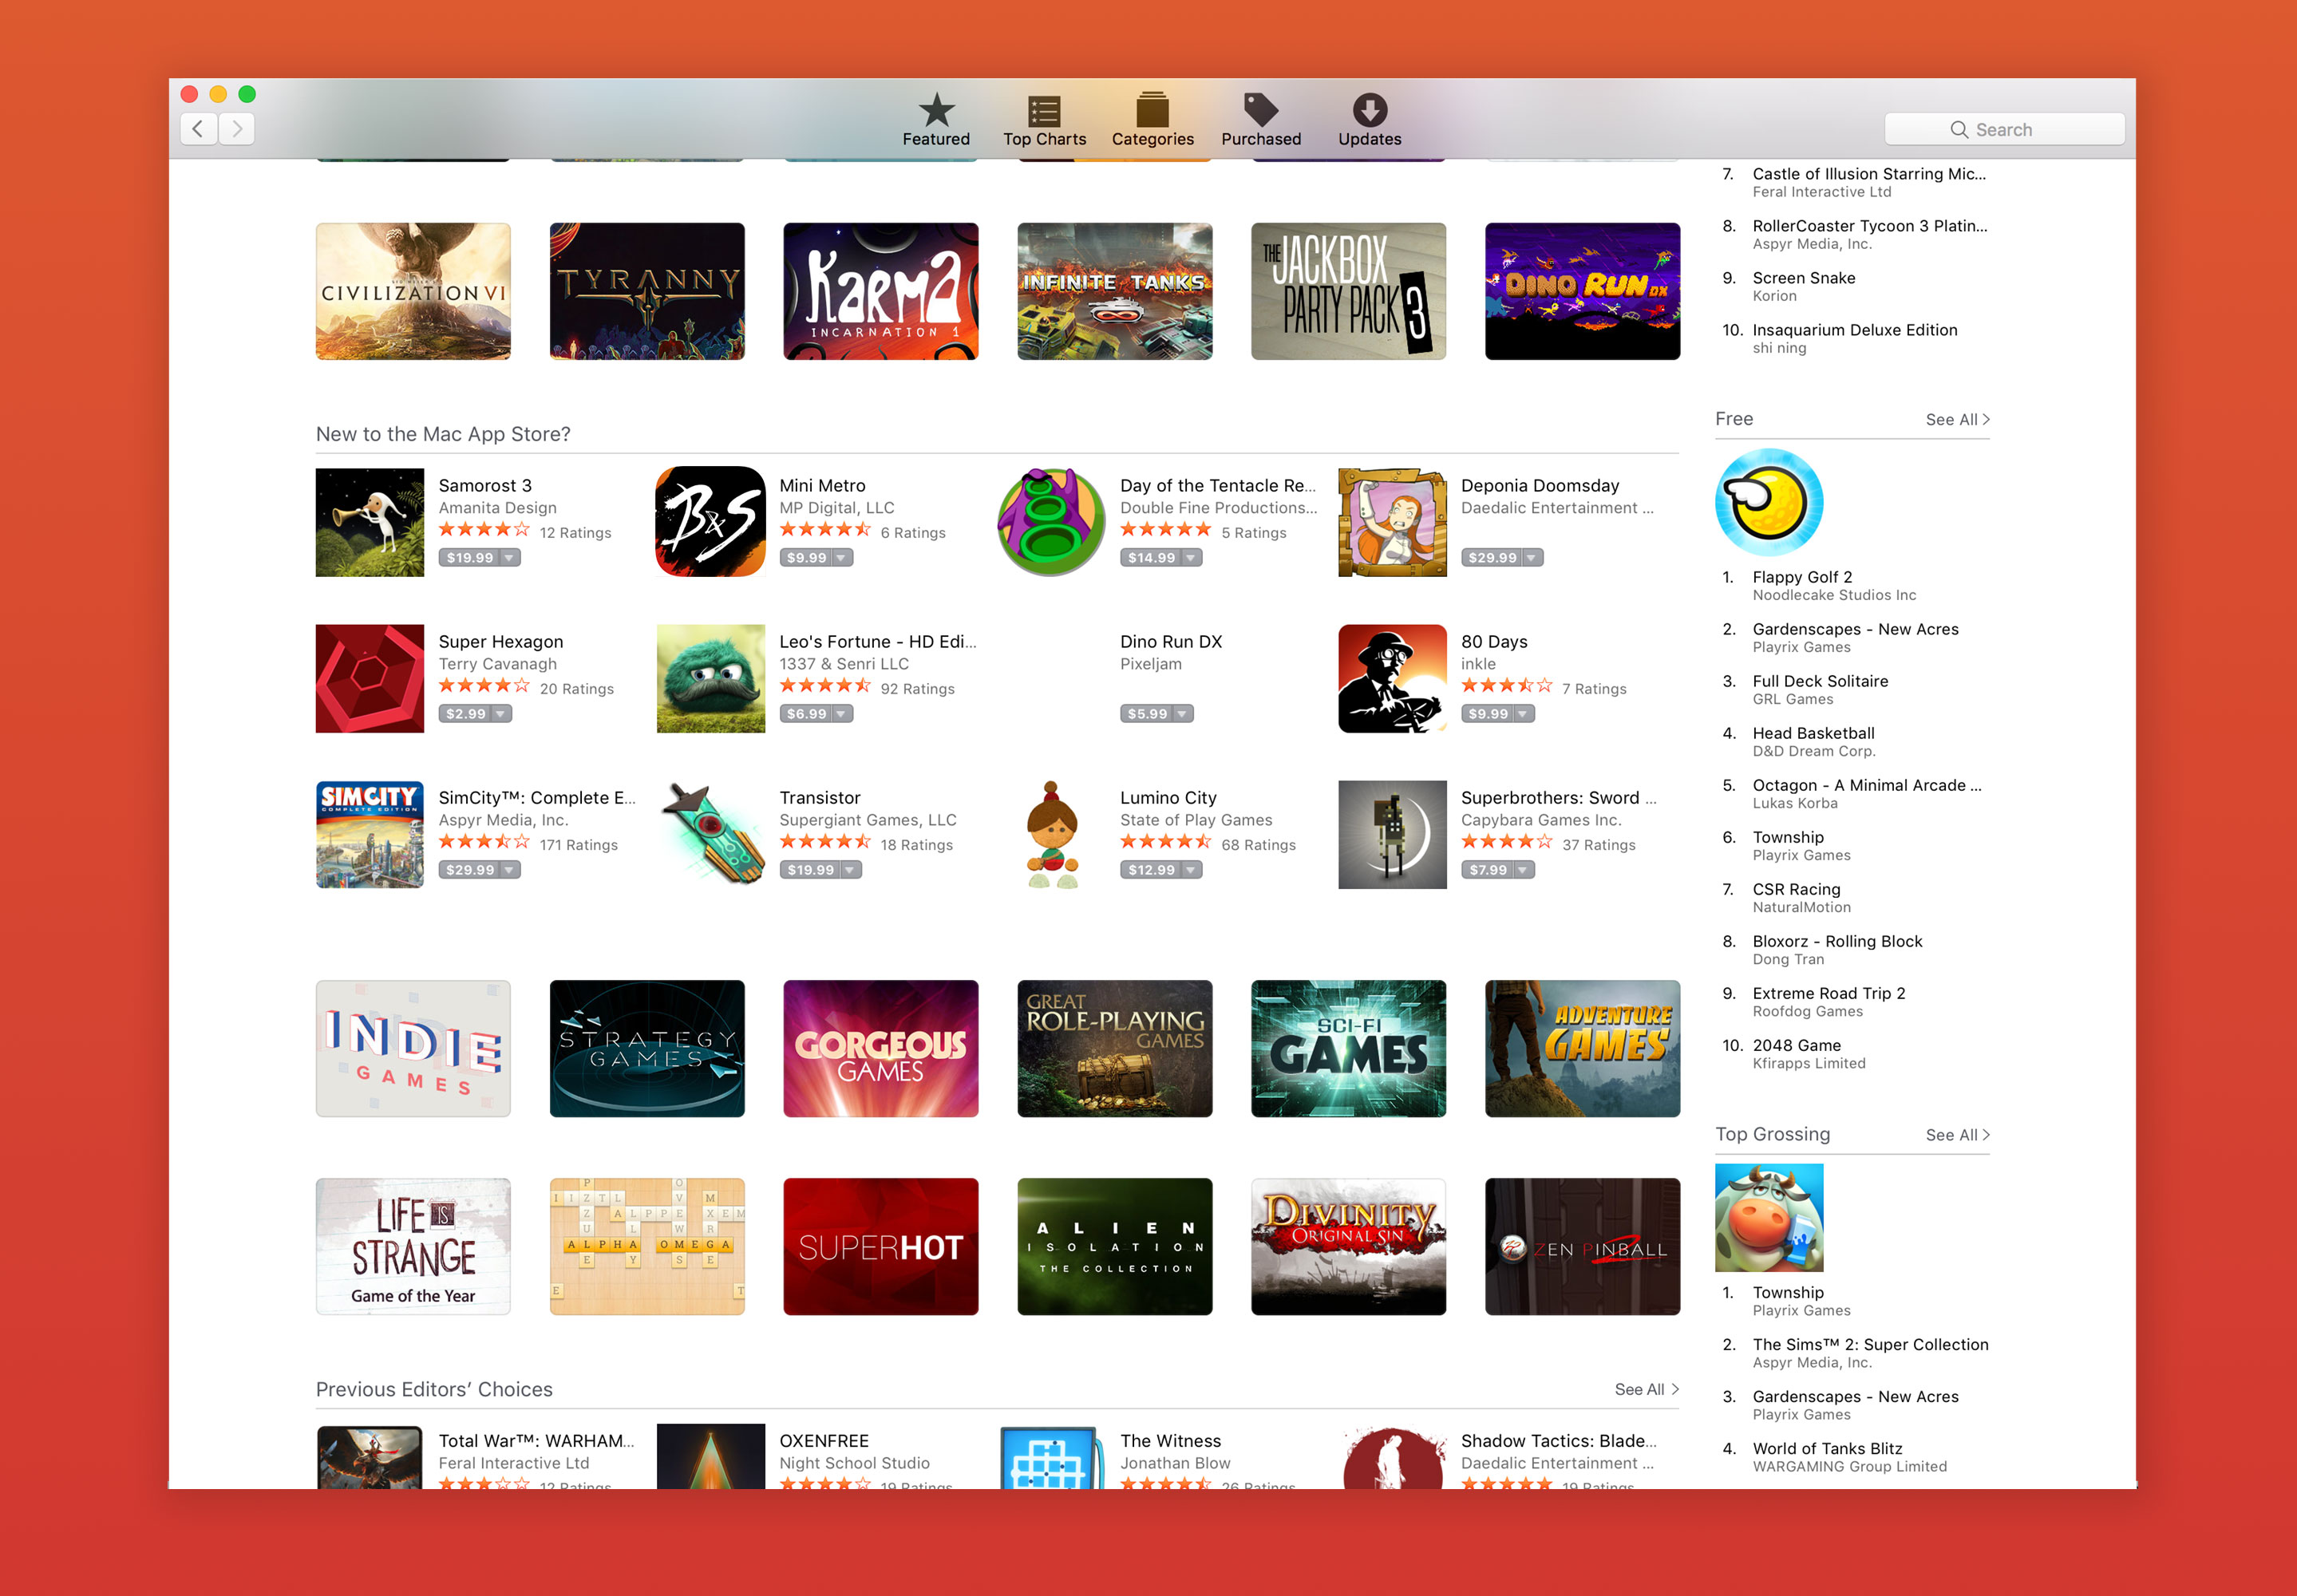 Featured
Top Charts
Categories
Purchased
Updates
Search
CIVILIZATION VI
TYRANNY
KARMA
INCARNATION 1
INFINITE TANKS
THE JACKBOX
PARTY PACK 3
DINO RUN DX
New to the Mac App Store?
Samorost 3
Amanita Design
12 Ratings
$19.99
B&S
Mini Metro
MP Digital, LLC
6 Ratings
$9.99
Day of the Tentacle Re...
Double Fine Productions...
5 Ratings
$14.99
Deponia Doomsday
Daedalic Entertainment ...
$29.99
Super Hexagon
Terry Cavanagh
20 Ratings
$2.99
Leo's Fortune - HD Edi...
1337 & Senri LLC
92 Ratings
$6.99
Dino Run DX
Pixeljam
$5.99
80 Days
inkle
7 Ratings
$9.99
SIMCITY
COMPLETE EDITION
SimCity™: Complete E...
Aspyr Media, Inc.
171 Ratings
$29.99
Transistor
Supergiant Games, LLC
18 Ratings
$19.99
Lumino City
State of Play Games
68 Ratings
$12.99
Superbrothers: Sword ...
Capybara Games Inc.
37 Ratings
$7.99
INDIE
GAMES
STRATEGY
GAMES
GORGEOUS
GAMES
GREAT
ROLE-PLAYING
GAMES
SCI-FI
GAMES
ADVENTURE
GAMES
LIFE IS
STRANGE
Game of the Year
ALPHA OMEGA
SUPERHOT
ALIEN
ISOLATION
THE COLLECTION
DIVINITY
ORIGINAL SIN
ZEN PINBALL 2
Previous Editors’ Choices
See All >
Total War™: WARHAM...
Feral Interactive Ltd
12 Ratings
OXENFREE
Night School Studio
19 Ratings
The Witness
Jonathan Blow
26 Ratings
Shadow Tactics: Blade...
Daedalic Entertainment ...
19 Ratings
7. Castle of Illusion Starring Mic...
Feral Interactive Ltd
8. RollerCoaster Tycoon 3 Platin...
Aspyr Media, Inc.
9. Screen Snake
Korion
10. Insaquarium Deluxe Edition
shi ning
Free
See All >
1. Flappy Golf 2
Noodlecake Studios Inc
2. Gardenscapes - New Acres
Playrix Games
3. Full Deck Solitaire
GRL Games
4. Head Basketball
D&D Dream Corp.
5. Octagon - A Minimal Arcade ...
Lukas Korba
6. Township
Playrix Games
7. CSR Racing
NaturalMotion
8. Bloxorz - Rolling Block
Dong Tran
9. Extreme Road Trip 2
Roofdog Games
10. 2048 Game
Kfirapps Limited
Top Grossing
See All >
1. Township
Playrix Games
2. The Sims™ 2: Super Collection
Aspyr Media, Inc.
3. Gardenscapes - New Acres
Playrix Games
4. World of Tanks Blitz
WARGAMING Group Limited